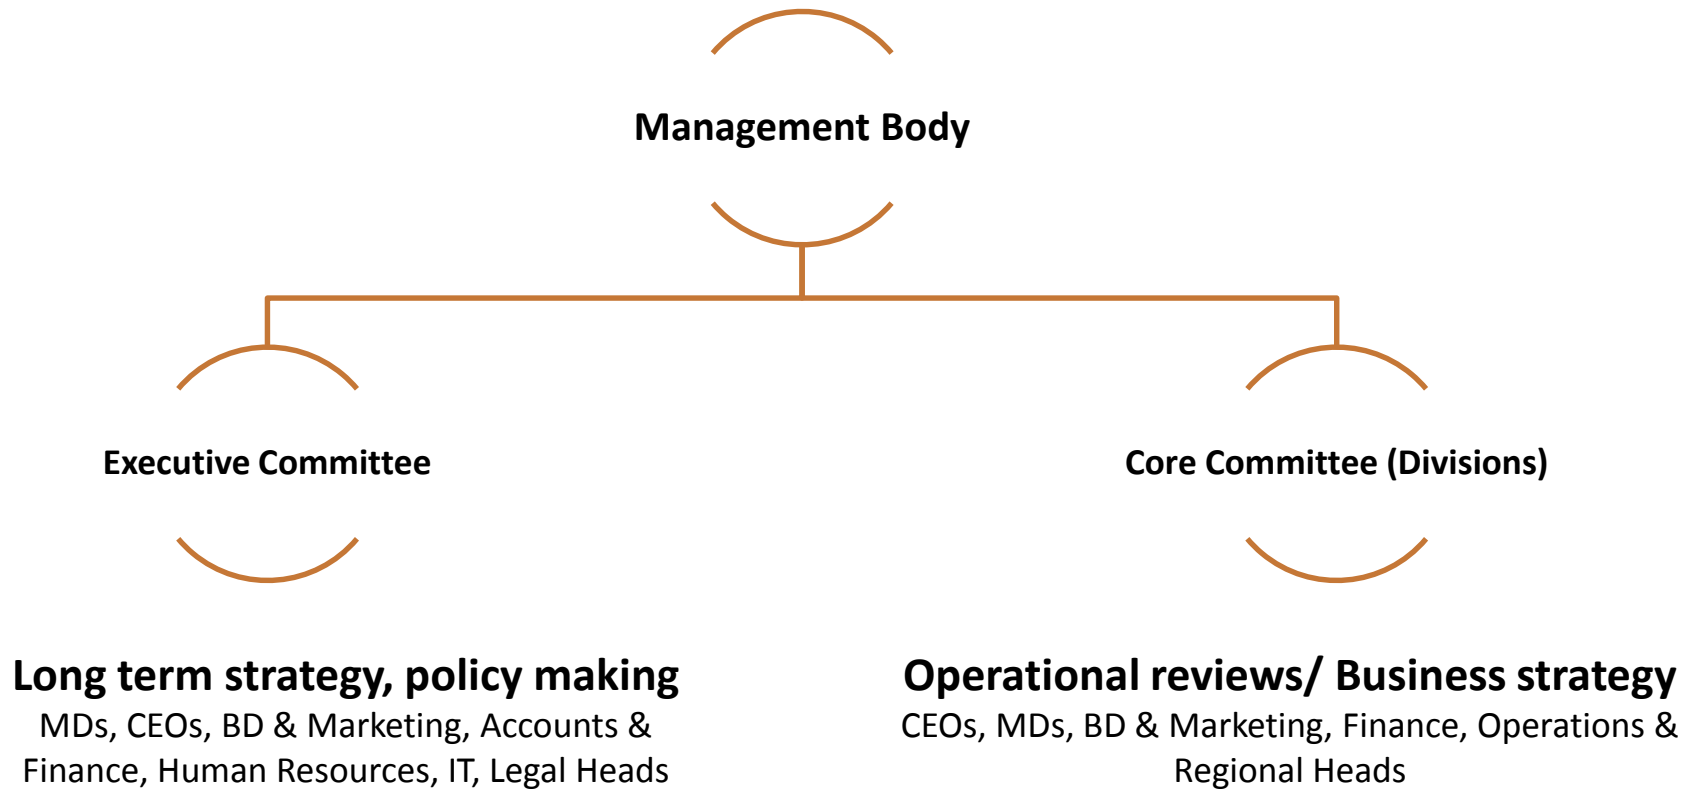 Management Body
Executive Committee
Core Committee (Divisions)
Long term strategy, policy making
MDs, CEOs, BD & Marketing, Accounts &
Finance, Human Resources, IT, Legal Heads
Operational reviews/ Business strategy
CEOs, MDs, BD & Marketing, Finance, Operations &
Regional Heads